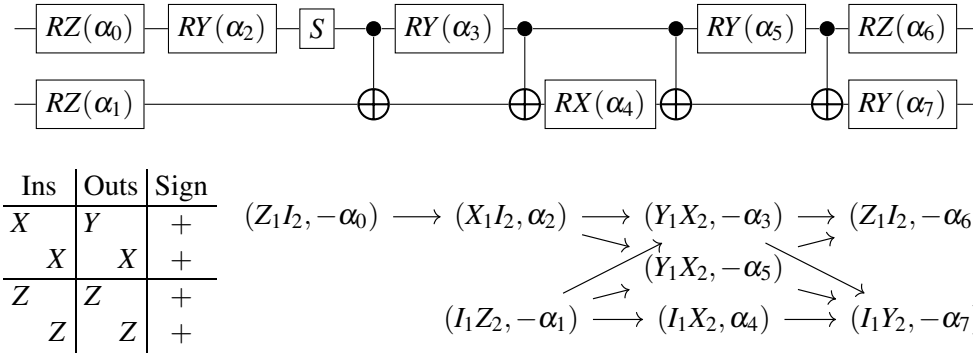 RZ(α₀) RY(α₂) S RY(α₃) RY(α₅) RZ(α₆)
RZ(α₁) RX(α₄) RY(α₇)
Ins Outs Sign
X Y +
X X +
Z Z +
Z Z +
(Z₁I₂, −α₀) → (X₁I₂, α₂) → (Y₁X₂, −α₃) → (Z₁I₂, −α₆
(Y₁X₂, −α₅)
(I₁Z₂, −α₁) → (I₁X₂, α₄) → (I₁Y₂, −α₇)